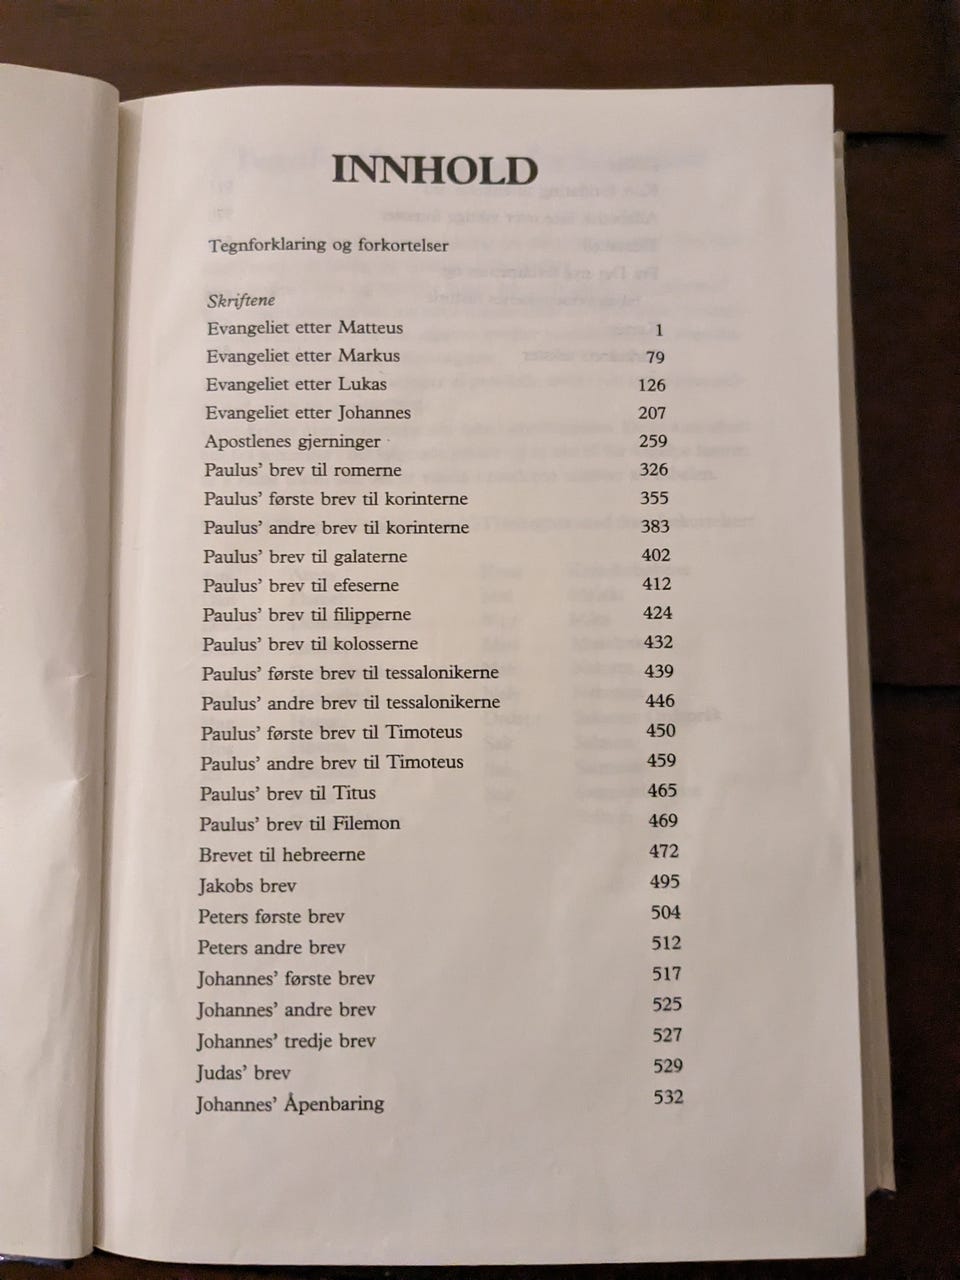 INNHOLD
Tegnforklaring og forkortelser
Skriftene
Evangeliet etter Matteus 1
Evangeliet etter Markus 79
Evangeliet etter Lukas 126
Evangeliet etter Johannes 207
Apostlenes gjerninger 259
Paulus’ brev til romerne 326
Paulus’ første brev til korinterne 355
Paulus’ andre brev til korinterne 383
Paulus’ brev til galaterne 402
Paulus’ brev til efeserne 412
Paulus’ brev til filipperne 424
Paulus’ brev til kolosserne 432
Paulus’ første brev til tessalonikerne 439
Paulus’ andre brev til tessalonikerne 446
Paulus’ første brev til Timoteus 450
Paulus’ andre brev til Timoteus 459
Paulus’ brev til Titus 465
Paulus’ brev til Filemon 469
Brevet til hebreerne 472
Jakobs brev 495
Peters første brev 504
Peters andre brev 512
Johannes’ første brev 517
Johannes’ andre brev 525
Johannes’ tredje brev 527
Judas’ brev 529
Johannes’ Åpenbaring 532